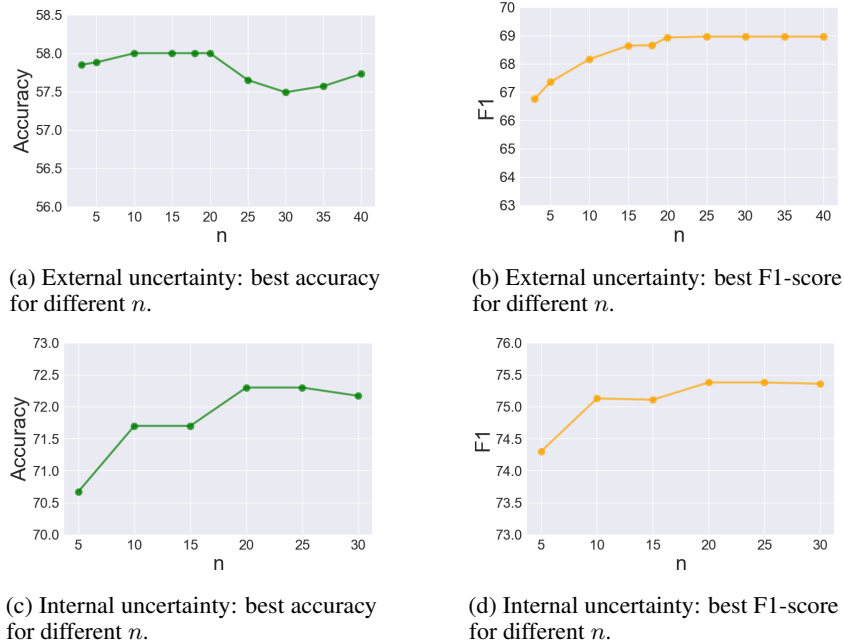 58.5
58.0
57.5
57.0
56.5
56.0
Accuracy
5 10 15 20 25 30 35 40
n
(a) External uncertainty: best accuracy
for different n.
70
69
68
67
66
65
64
63
F1
5 10 15 20 25 30 35 40
n
(b) External uncertainty: best F1-score
for different n.
73.0
72.5
72.0
71.5
71.0
70.5
70.0
Accuracy
5 10 15 20 25 30
n
(c) Internal uncertainty: best accuracy
for different n.
76.0
75.5
75.0
74.5
74.0
73.5
73.0
F1
5 10 15 20 25 30
n
(d) Internal uncertainty: best F1-score
for different n.